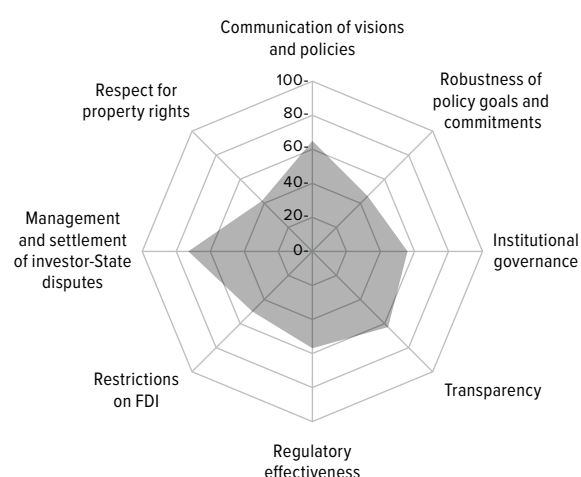 Communication of visions
and policies
Robustness of
policy goals and
commitments
Respect for
property rights
100-
80-
60-
40-
20-
0-
Management
and settlement
of investor-State
disputes
Institutional
governance
Restrictions
on FDI
Transparency
Regulatory
effectiveness